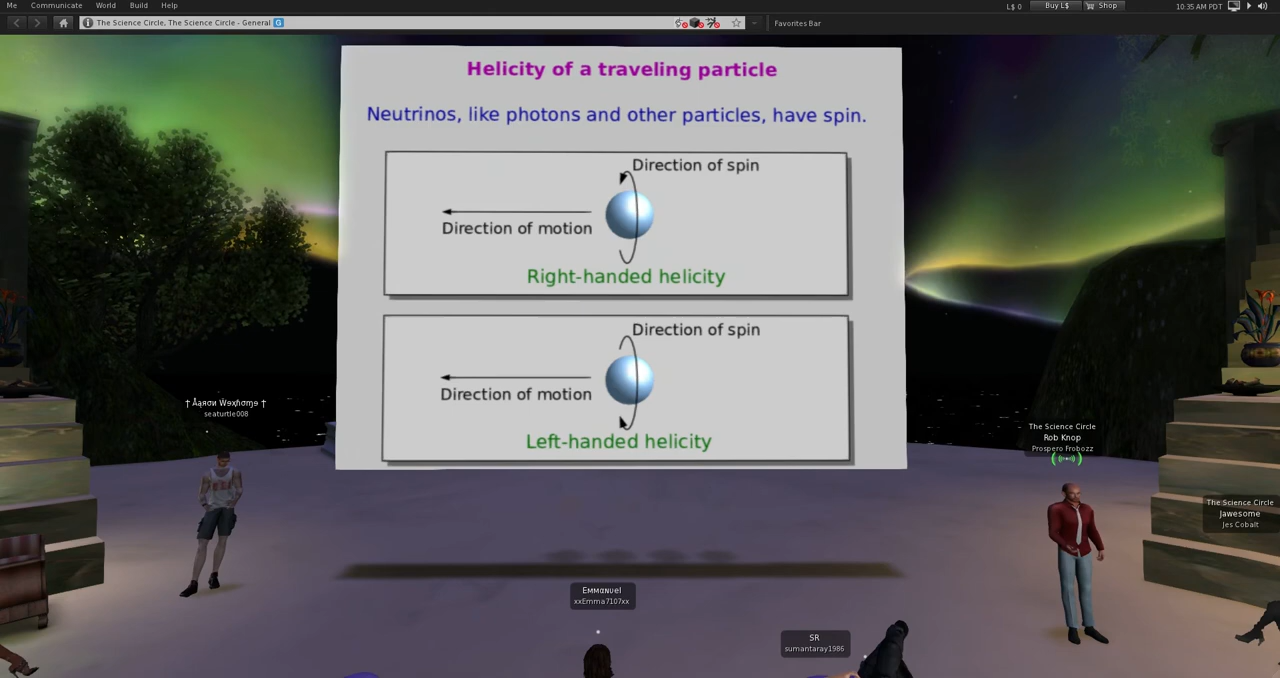 Me Communicate World Build Help
L$ 0 Buy L$ Shop 10:35 AM PDT
The Science Circle, The Science Circle - General G
Favorites Bar
Helicity of a traveling particle
Neutrinos, like photons and other particles, have spin.
Direction of spin
Direction of motion
Right-handed helicity
Direction of spin
Direction of motion
Left-handed helicity
seaturtle008
The Science Circle
Rob Knop
Prospero Frobozz
The Science Circle
Jawesome
Jes Cobalt
Eᴍᴍᴀɴᴜel
xxEmma7107xx
SR
sumantaray1986